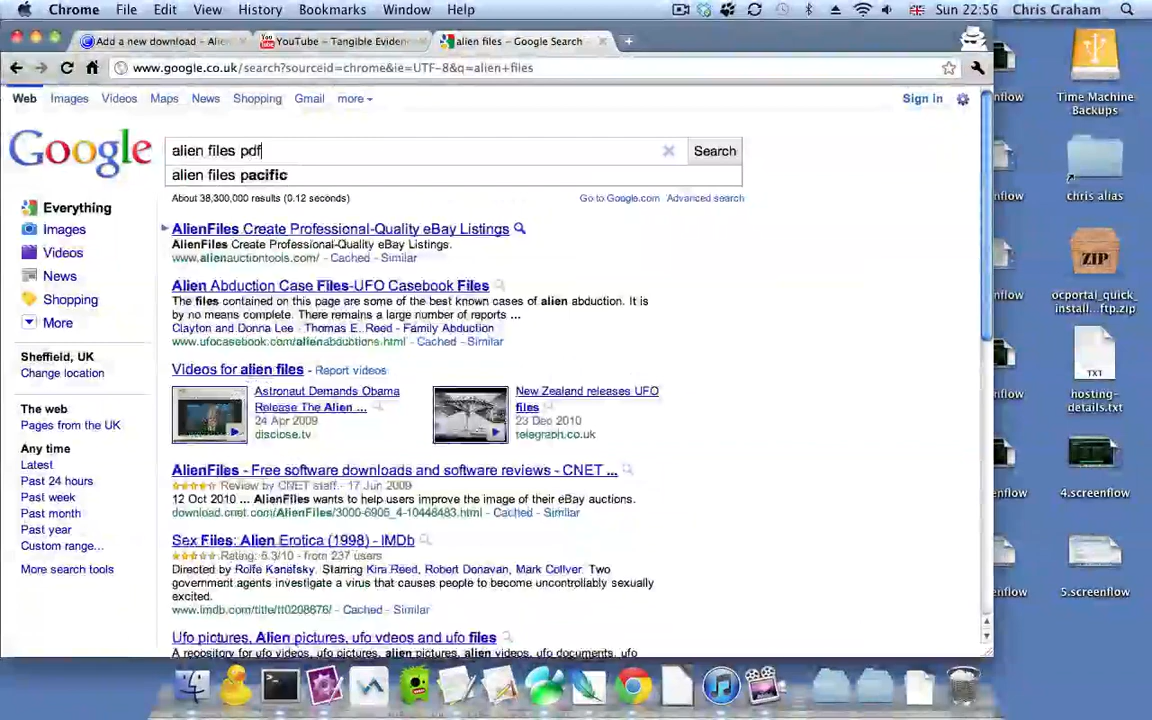 Chrome File Edit View History Bookmarks Window Help Sun 22:56 Chris Graham
Add a new download – Alien
YouTube – Tangible Eviden
alien files – Google Search
www.google.co.uk/search?sourceid=chrome&ie=UTF-8&q=alien+files
Web Images Videos Maps News Shopping Gmail more
Sign in
Google
alien files pdf
Search
alien files pacific
About 38,300,000 results (0.12 seconds)
Go to Google.com Advanced search
Everything
Images
Videos
News
Shopping
More
Sheffield, UK
Change location
The web
Pages from the UK
Any time
Latest
Past 24 hours
Past week
Past month
Past year
Custom range...
More search tools
AlienFiles Create Professional-Quality eBay Listings
AlienFiles Create Professional-Quality eBay Listings.
www.alienauctiontools.com/ - Cached - Similar
Alien Abduction Case Files-UFO Casebook Files
The files contained on this page are some of the best known cases of alien abduction. It is
by no means complete. There remains a large number of reports ...
Clayton and Donna Lee - Thomas E. Reed - Family Abduction
www.ufocasebook.com/alienabductions.html - Cached - Similar
Videos for alien files - Report videos
Astronaut Demands Obama
Release The Alien ...
24 Apr 2009
disclose.tv
New Zealand releases UFO
files
23 Dec 2010
telegraph.co.uk
AlienFiles - Free software downloads and software reviews - CNET ...
Review by CNET staff - 17 Jun 2009
12 Oct 2010 ... AlienFiles wants to help users improve the image of their eBay auctions.
download.cnet.com/AlienFiles/3000-6906_4-10448483.html - Cached - Similar
Sex Files: Alien Erotica (1998) - IMDb
Rating: 5.3/10 - from 237 users
Directed by Rolfe Kanefsky. Starring Kira Reed, Robert Donavan, Mark Collver. Two
government agents investigate a virus that causes people to become uncontrollably sexually
excited.
www.imdb.com/title/tt0208876/ - Cached - Similar
Ufo pictures, Alien pictures, ufo vdeos and ufo files
A repository for ufo videos, ufo pictures, alien pictures, alien videos, ufo documents, ufo
Time Machine
Backups
chris alias
ZIP
ocportal_quick_
install...ftp.zip
TXT
hosting-
details.txt
4.screenflow
5.screenflow